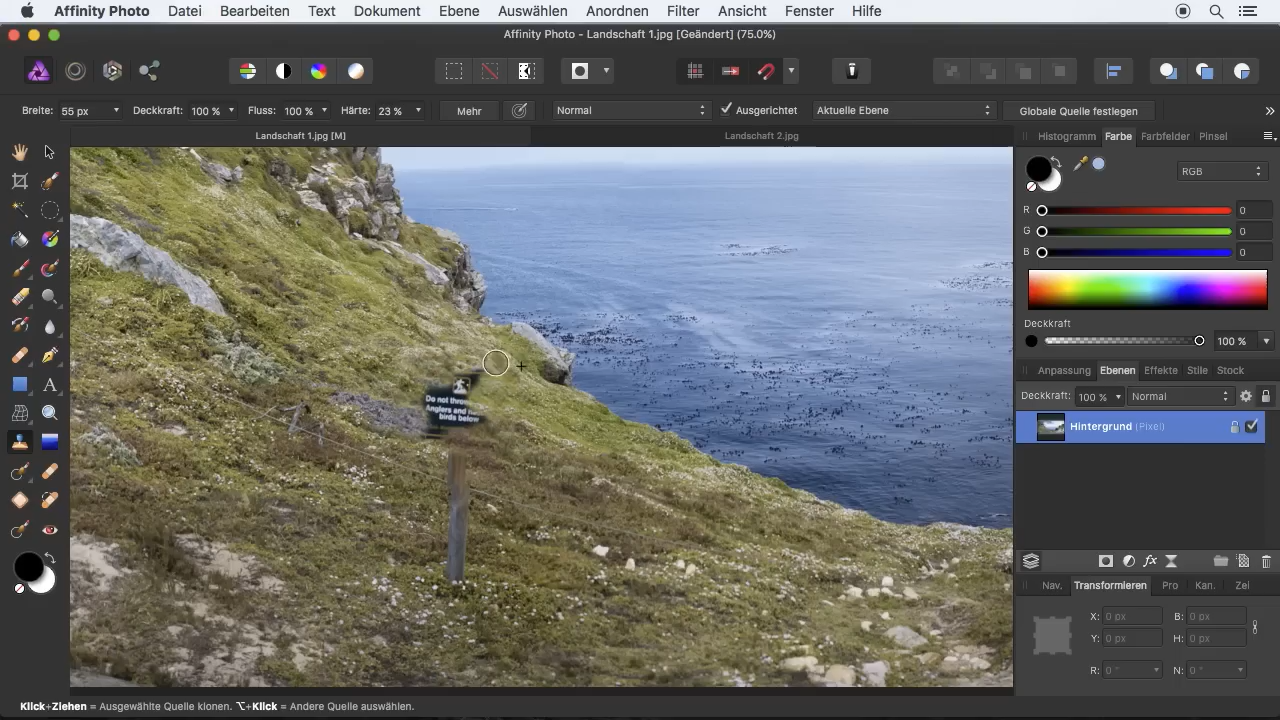 Affinity Photo Datei Bearbeiten Text Dokument Ebene Auswählen Anordnen Filter Ansicht Fenster Hilfe
Affinity Photo - Landschaft 1.jpg [Geändert] (75.0%)
Breite: 55 px Deckkraft: 100 % Fluss: 100 % Härte: 23 % Mehr Normal Ausgerichtet Aktuelle Ebene Globale Quelle festlegen »
Landschaft 1.jpg [M] Landschaft 2.jpg
Histogramm Farbe Farbfelder Pinsel
RGB
R 0
G 0
B 0
Deckkraft
100 %
Anpassung Ebenen Effekte Stile Stock
Deckkraft: 100 % Normal
Hintergrund (Pixel)
Do not throw
Anglers and
birds below
fx
Nav. Transformieren Pro Kan. Zel
X: 0 px B: 0 px
Y: 0 px H: 0 px
R: 0 ° N: 0 °
A
Klick+Ziehen = Ausgewählte Quelle klonen. ⌥+Klick = Andere Quelle auswählen.